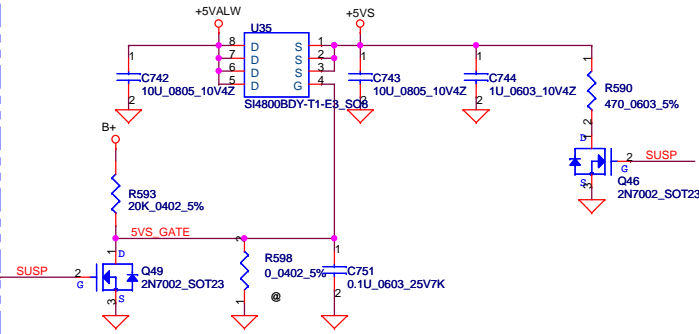 +5VALW
+5VS
U35
8 D S 1
7 D S 2
6 D S 3
5 D G 4
SI4800BDY-T1-E3_SO8
1
C742
10U_0805_10V4Z
2
1
C743
10U_0805_10V4Z
2
1
C744
1U_0603_10V4Z
2
1
R590
470_0603_5%
2
1
D
2 SUSP
G
Q46
2N7002_SOT23
3
S
B+
R593
20K_0402_5%
5VS_GATE
1
D
SUSP 2
G
Q49
2N7002_SOT23
3
S
2
R598
0_0402_5%
1
@
1
C751
0.1U_0603_25V7K
2